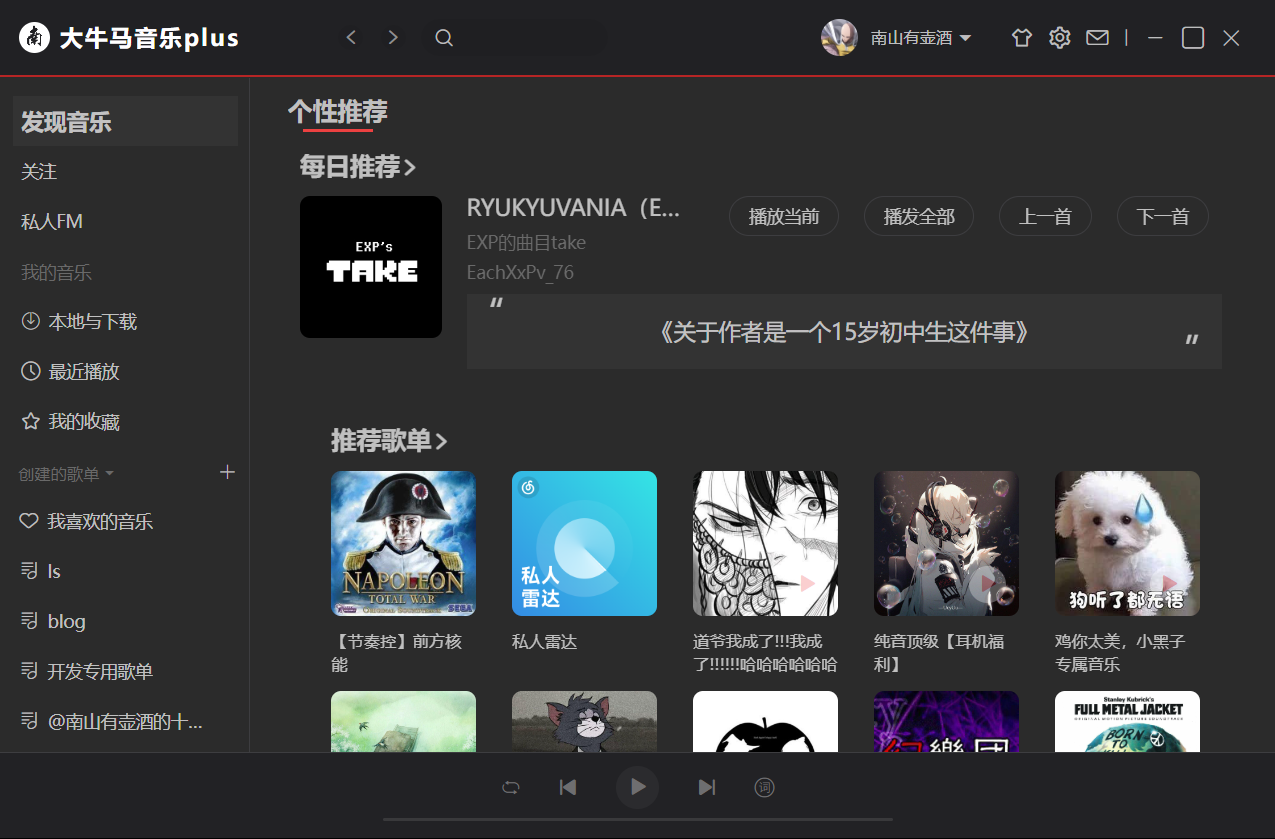 南 大牛马音乐plus
南山有壶酒
发现音乐
关注
私人FM
我的音乐
本地与下载
最近播放
我的收藏
创建的歌单
我喜欢的音乐
ls
blog
开发专用歌单
@南山有壶酒的十...
个性推荐
每日推荐
EXP's
TAKE
RYUKYUVANIA（E...
EXP的曲目take
EachXxPv_76
播放当前
播发全部
上一首
下一首
《关于作者是一个15岁初中生这件事》
推荐歌单
NAPOLEON
TOTAL WAR
SEGA
【节奏控】前方核
能
私人
雷达
私人雷达
道爷我成了!!!我成
了!!!!!!哈哈哈哈哈哈
纯音顶级【耳机福
利】
狗听了都无语
鸡你太美，小黑子
专属音乐
Stanley Kubrick's
FULL METAL JACKET
BORN
TO
词